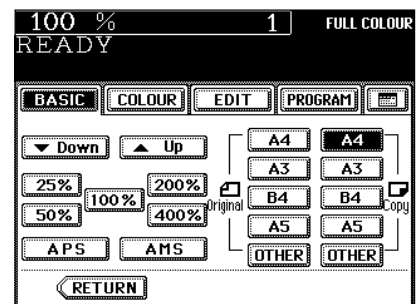 100 % 1 FULL COLOUR
READY
BASIC COLOUR EDIT PROGRAM
Down Up
A4 A4
A3 A3
25% 100% 200%
Original B4 B4 Copy
50% 400%
A5 A5
APS AMS OTHER OTHER
RETURN